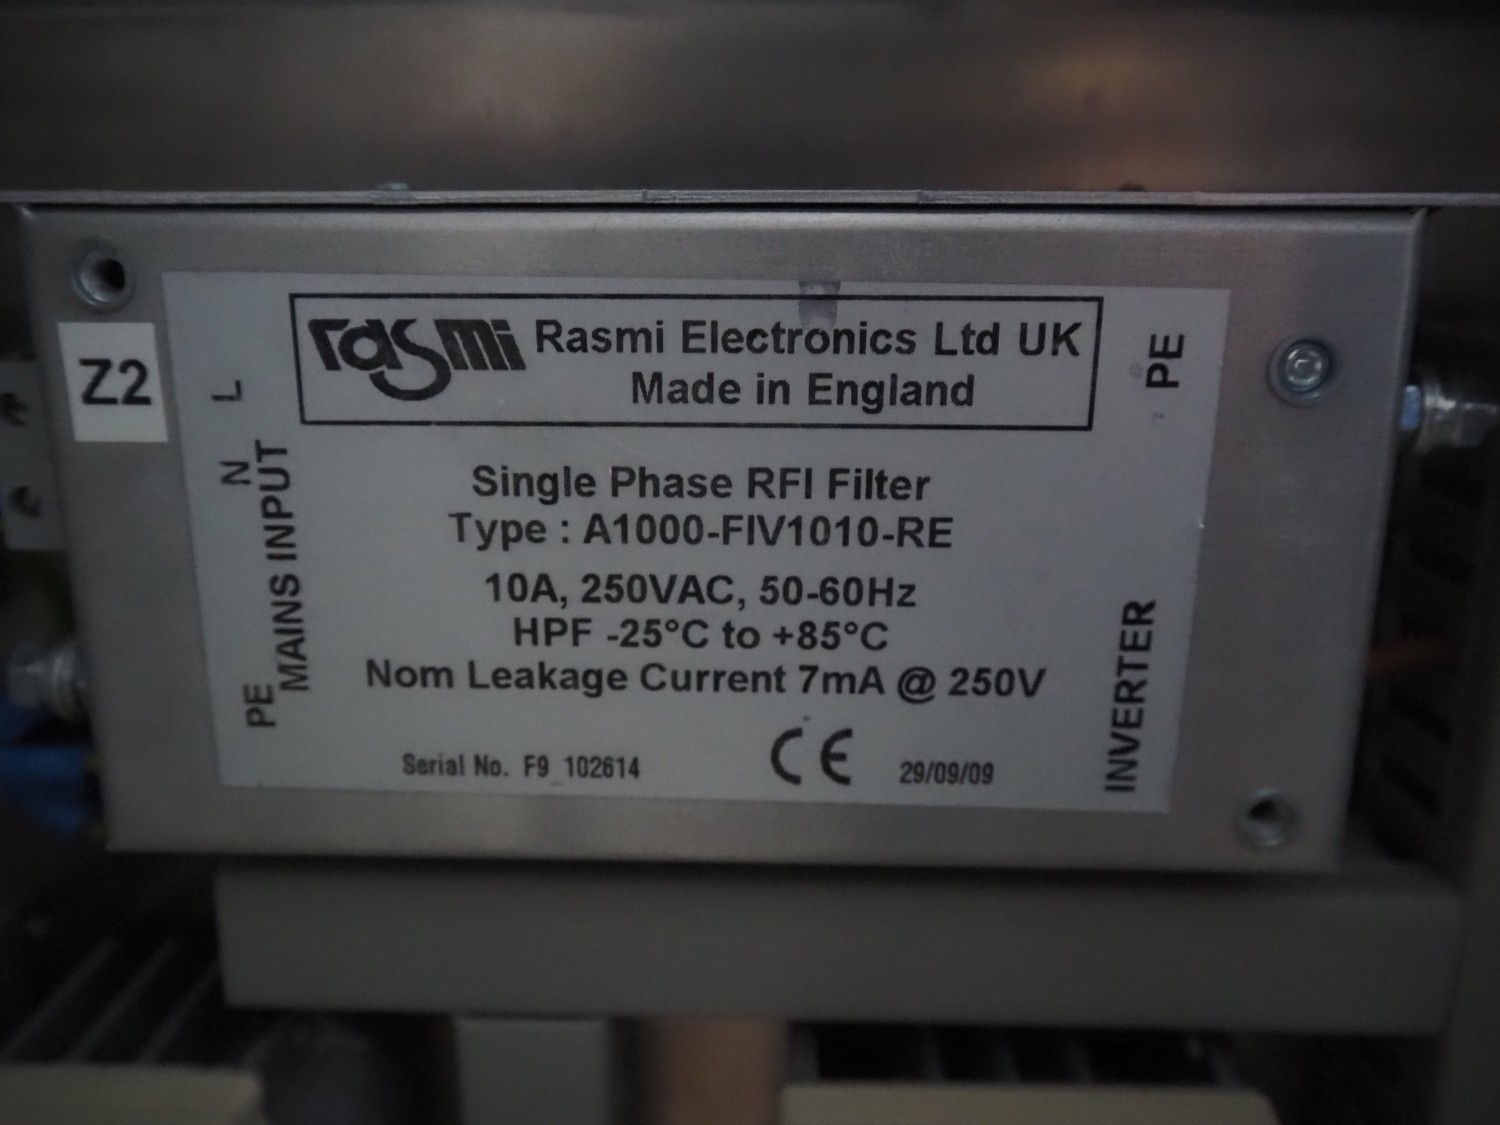 rasmi Rasmi Electronics Ltd UK
Made in England
PE
Z2
L
N
MAINS INPUT
PE
Single Phase RFI Filter
Type : A1000-FIV1010-RE
10A, 250VAC, 50-60Hz
HPF -25°C to +85°C
Nom Leakage Current 7mA @ 250V
INVERTER
Serial No. F9 102614
CE
29/09/09